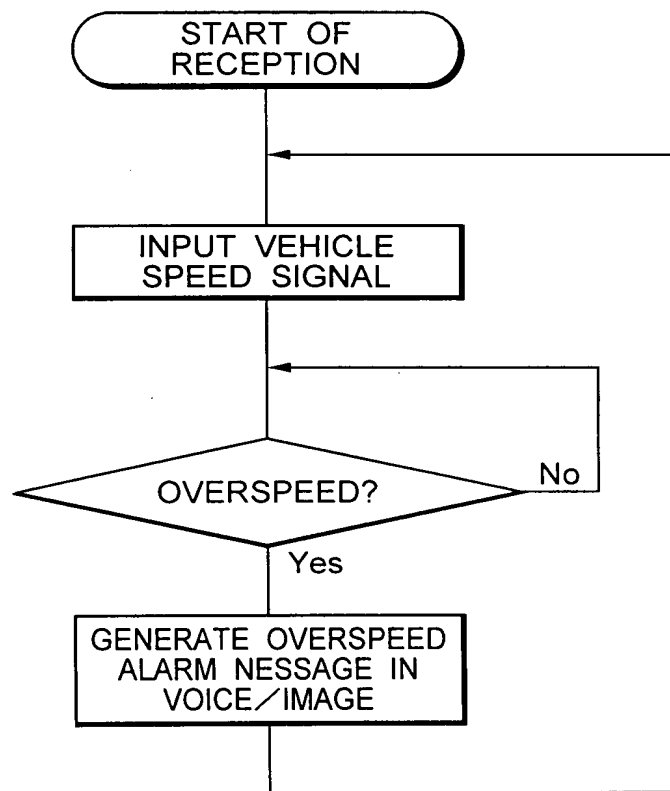 START OF
RECEPTION
INPUT VEHICLE
SPEED SIGNAL
OVERSPEED?
No
Yes
GENERATE OVERSPEED
ALARM NESSAGE IN
VOICE/IMAGE